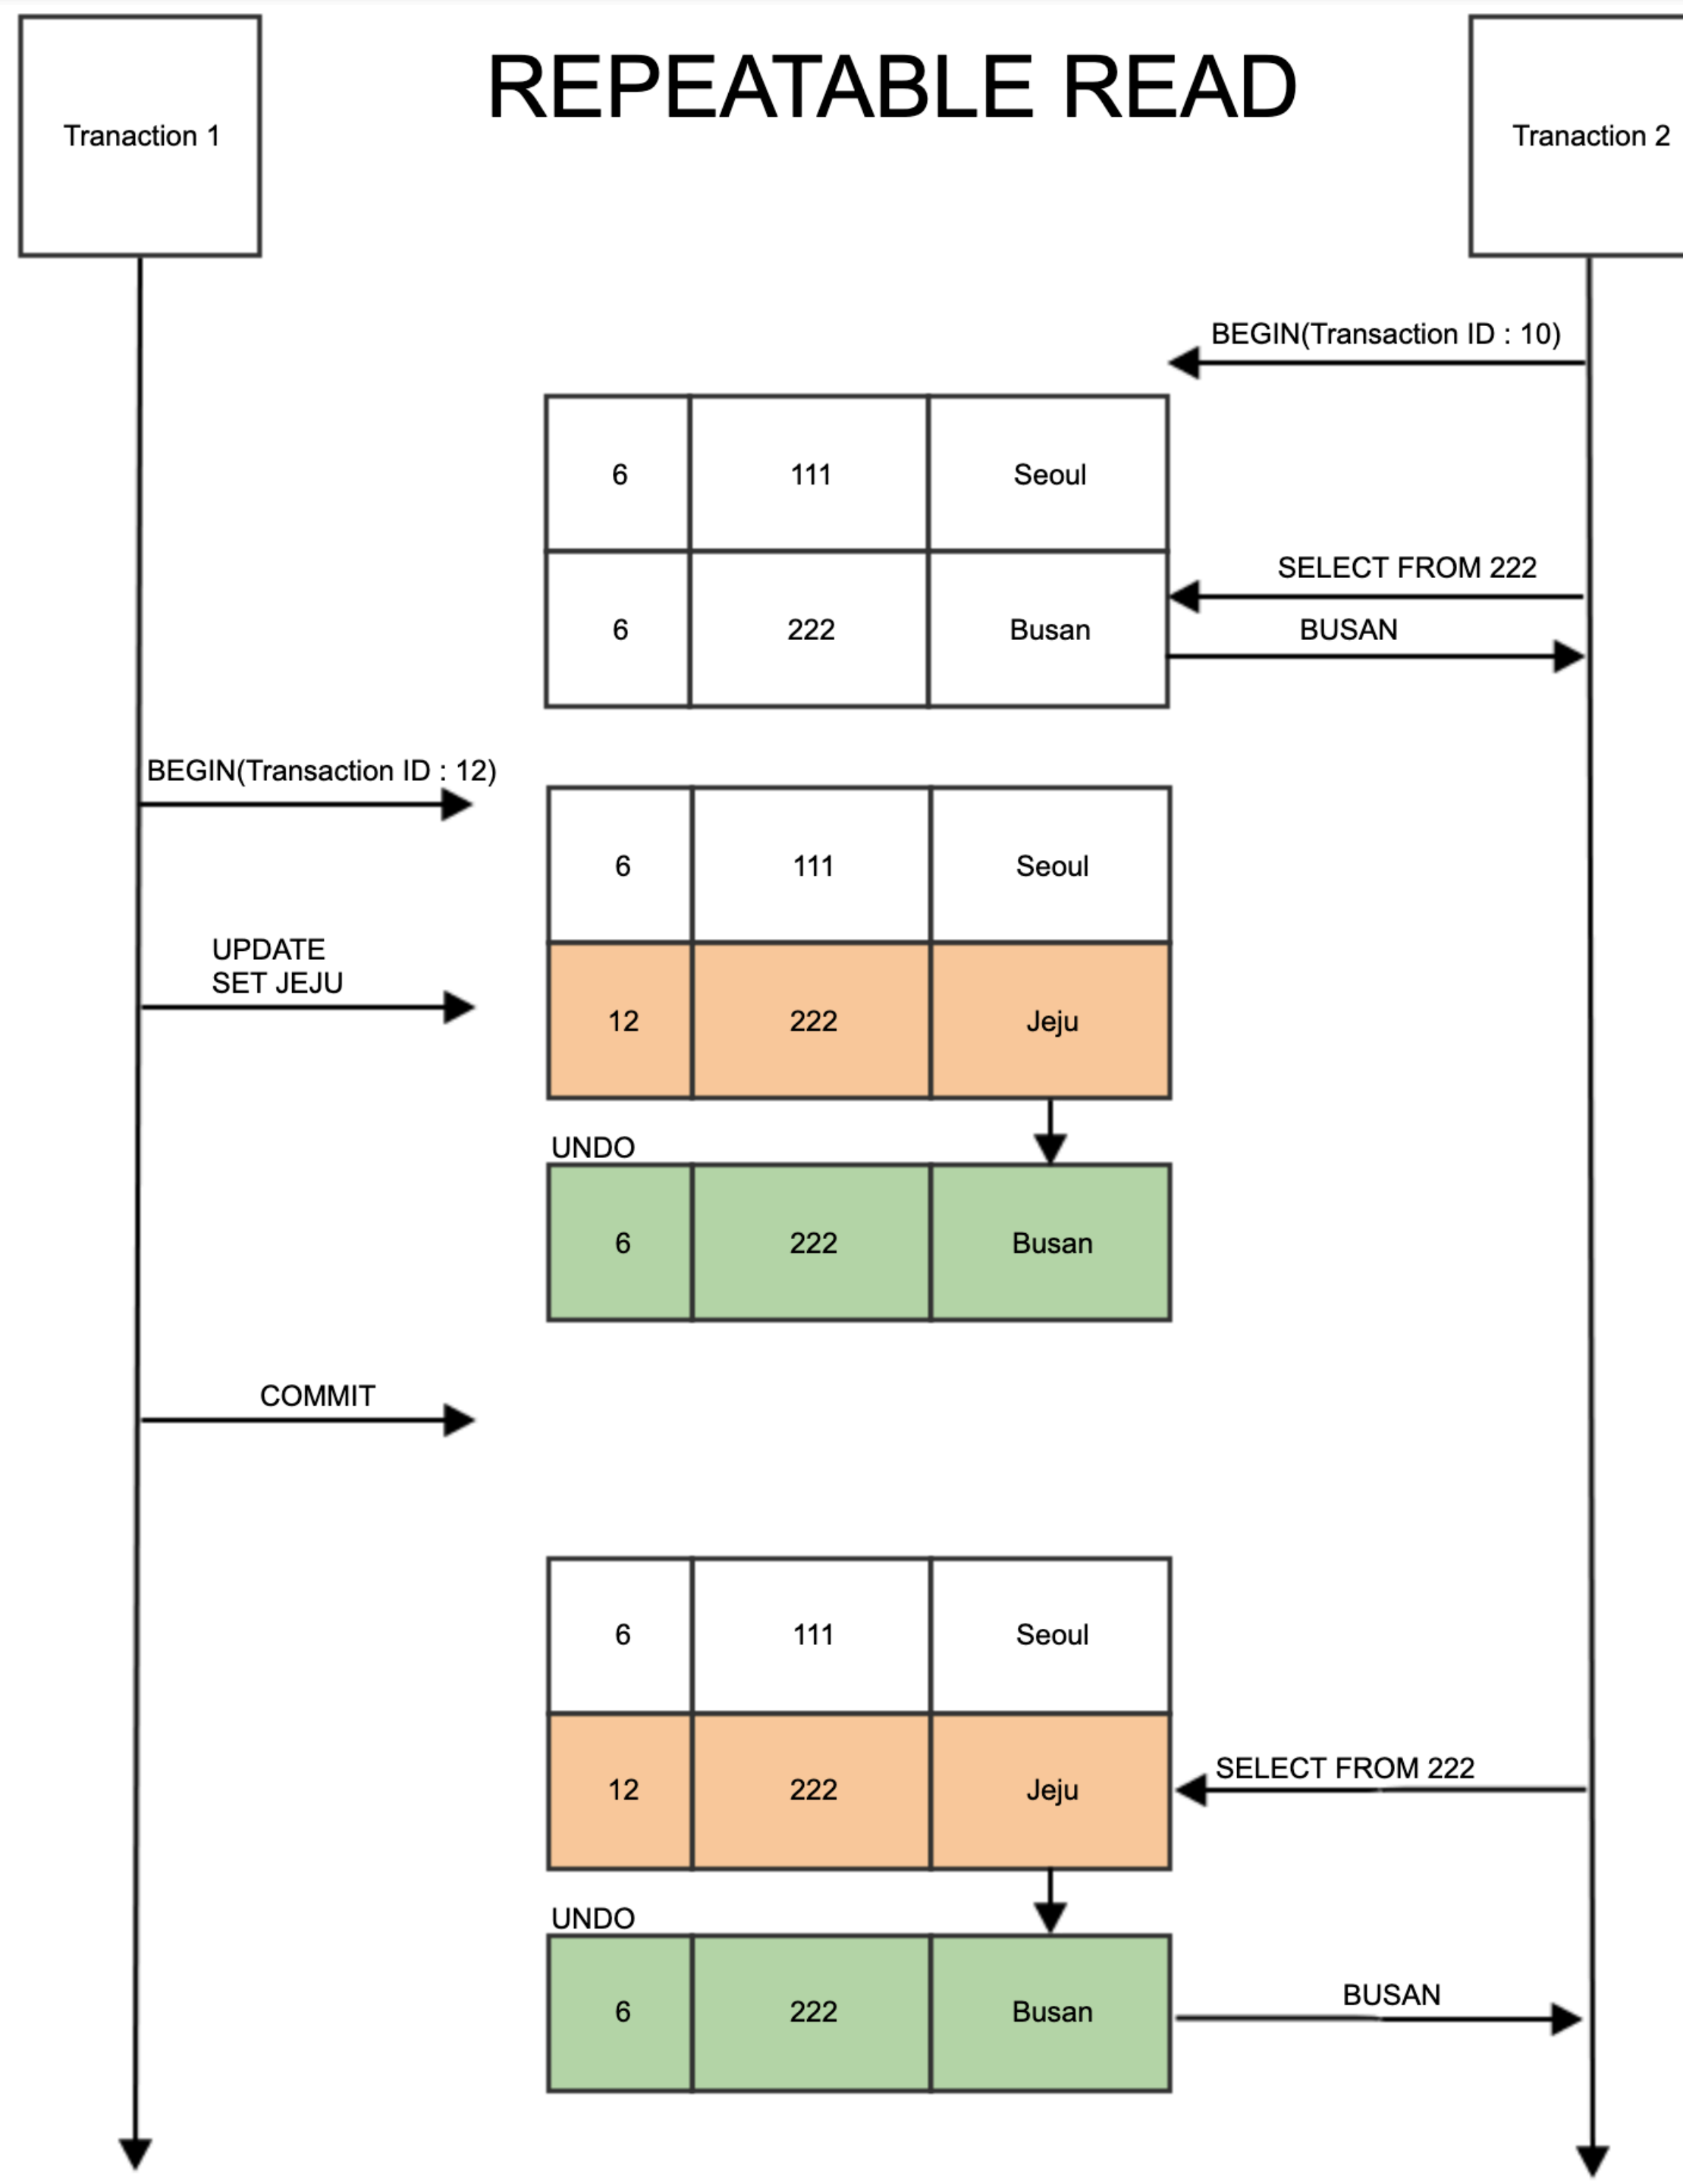 REPEATABLE READ
Tranaction 1
Tranaction 2
BEGIN(Transaction ID : 10)
6 111 Seoul
SELECT FROM 222
6 222 Busan
BUSAN
BEGIN(Transaction ID : 12)
6 111 Seoul
UPDATE
SET JEJU
12 222 Jeju
UNDO
6 222 Busan
COMMIT
6 111 Seoul
SELECT FROM 222
12 222 Jeju
UNDO
BUSAN
6 222 Busan